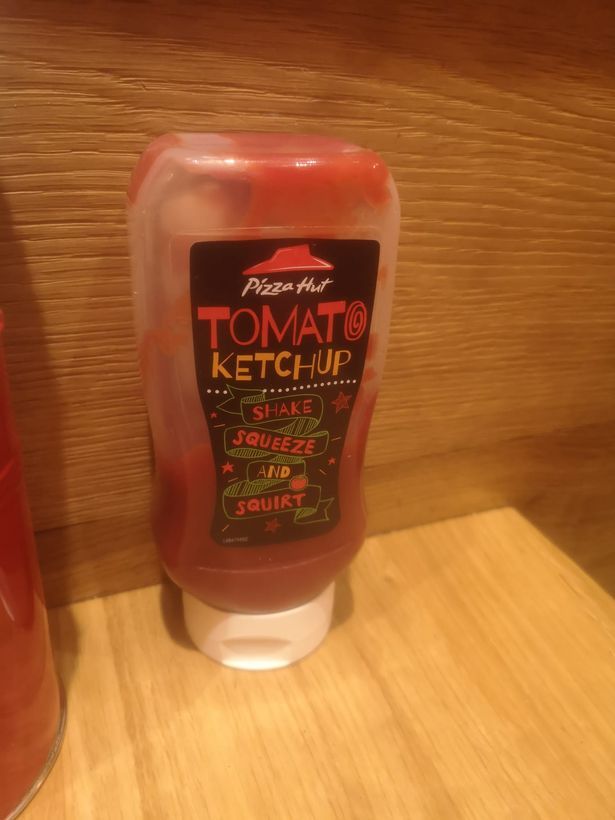 Pizza Hut
TOMATO
KETCHUP
SHAKE
SQUEEZE
AND
SQUIRT